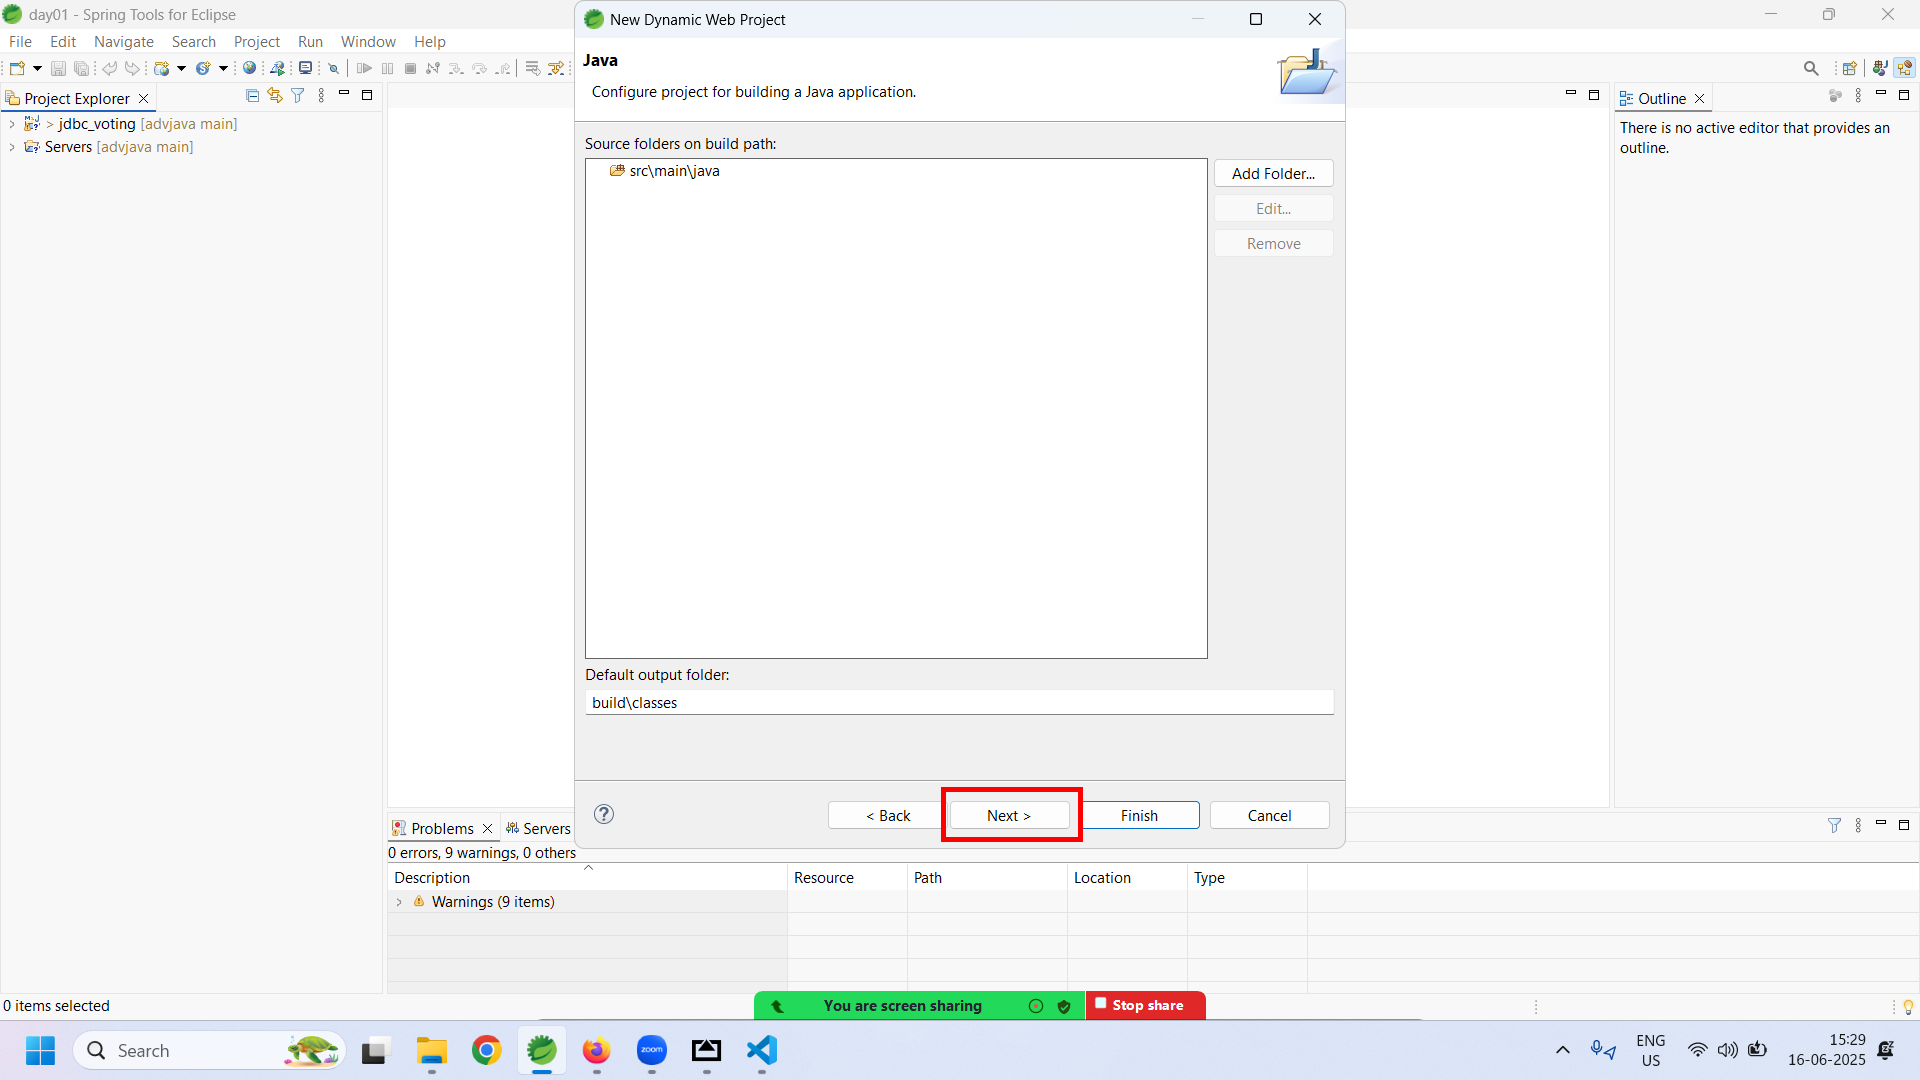 day01 - Spring Tools for Eclipse
File Edit Navigate Search Project Run Window Help
Project Explorer
> jdbc_voting [advjava main]
Servers [advjava main]
New Dynamic Web Project
Java
Configure project for building a Java application.
Source folders on build path:
src\main\java
Add Folder...
Edit...
Remove
Default output folder:
build\classes
< Back Next > Finish Cancel
Outline
There is no active editor that provides an
outline.
Problems Servers
0 errors, 9 warnings, 0 others
Description Resource Path Location Type
Warnings (9 items)
0 items selected
You are screen sharing Stop share
Search
zoom
ENG
US
15:29
16-06-2025